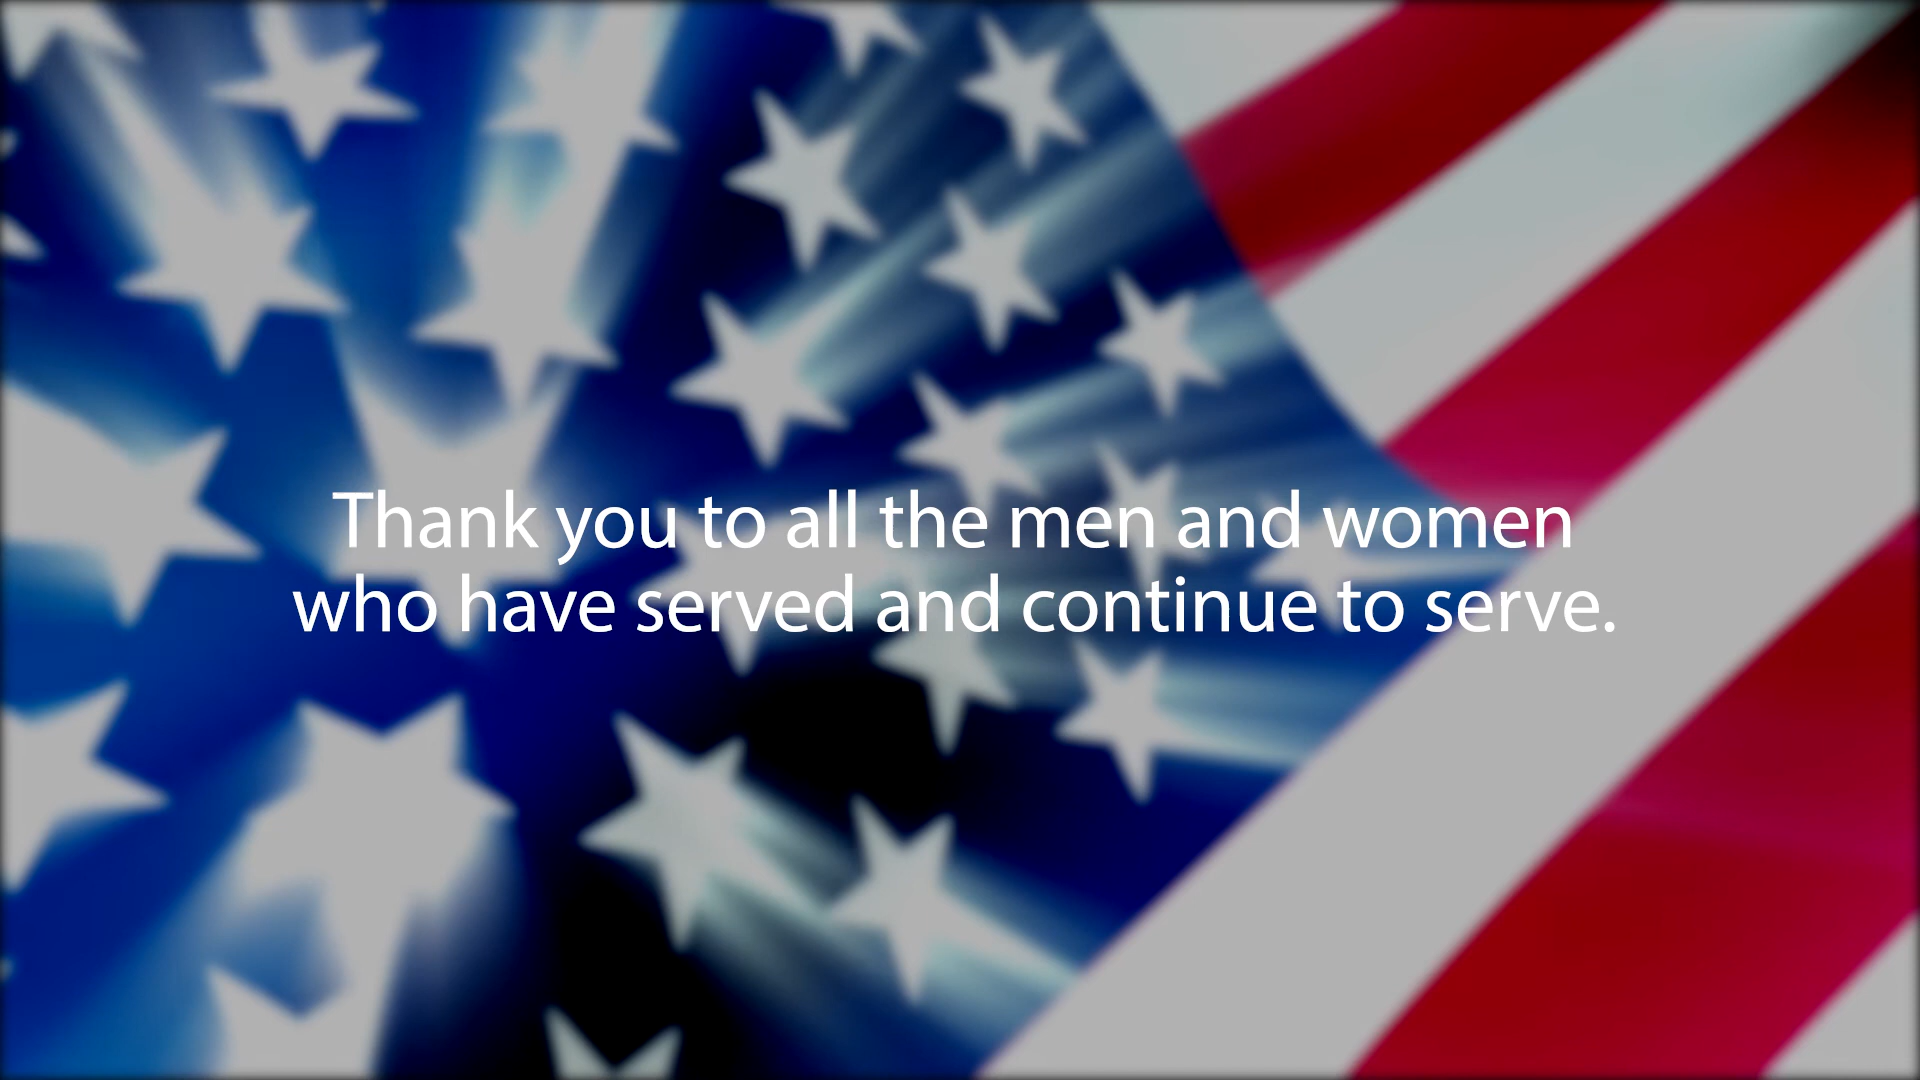 Thank you to all the men and women
who have served and continue to serve.